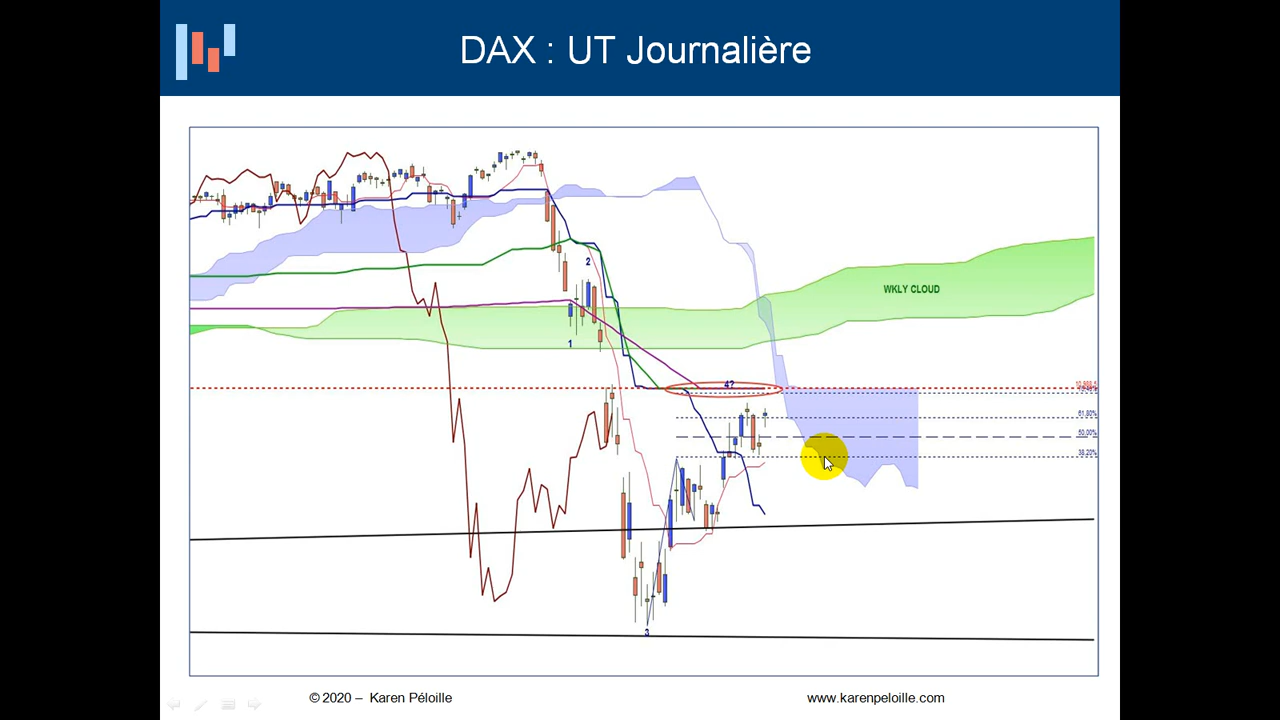 DAX : UT Journalière
2
WKLY CLOUD
1
4?
61,80%
50,00%
38,20%
3
© 2020 – Karen Péloille
www.karenpeloille.com